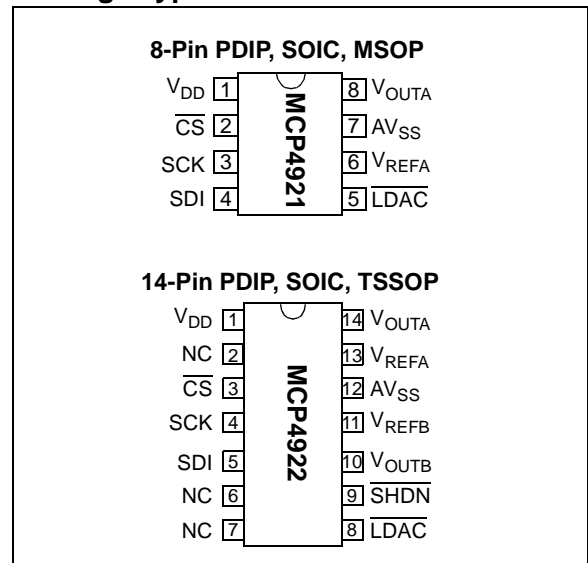 8-Pin PDIP, SOIC, MSOP
VDD 1 8 VOUTA
CS 2 7 AVSS
SCK 3 6 VREFA
SDI 4 5 LDAC
MCP4921
14-Pin PDIP, SOIC, TSSOP
VDD 1 14 VOUTA
NC 2 13 VREFA
CS 3 12 AVSS
SCK 4 11 VREFB
SDI 5 10 VOUTB
NC 6 9 SHDN
NC 7 8 LDAC
MCP4922